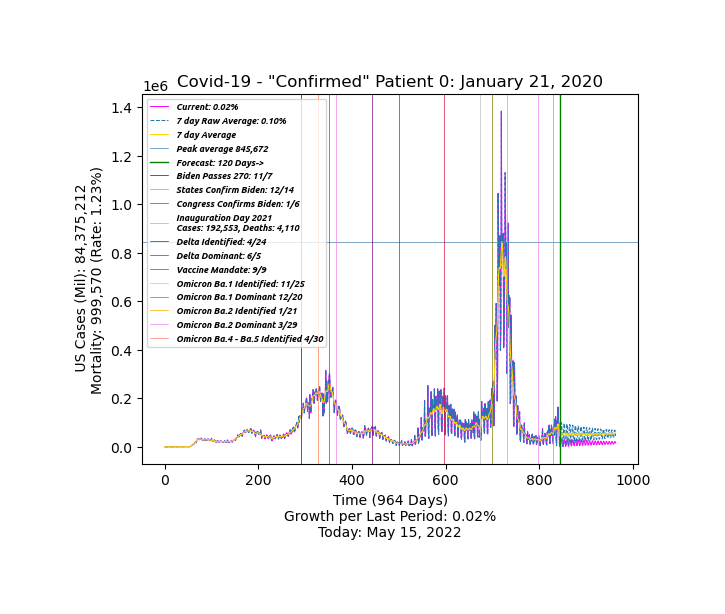 Covid-19 - "Confirmed" Patient 0: January 21, 2020
1e6
1.4
1.2
1.0
0.8
0.6
0.4
0.2
0.0
US Cases (Mil): 84,375,212
Mortality: 999,570 (Rate: 1.23%)
Current: 0.02%
7 day Raw Average: 0.10%
7 day Average
Peak average 845,672
Forecast: 120 Days->
Biden Passes 270: 11/7
States Confirm Biden: 12/14
Congress Confirms Biden: 1/6
Inauguration Day 2021
Cases: 192,553, Deaths: 4,110
Delta Identified: 4/24
Delta Dominant: 6/5
Vaccine Mandate: 9/9
Omicron Ba.1 Identified: 11/25
Omicron Ba.1 Dominant 12/20
Omicron Ba.2 Identified 1/21
Omicron Ba.2 Dominant 3/29
Omicron Ba.4 - Ba.5 Identified 4/30
0 200 400 600 800 1000
Time (964 Days)
Growth per Last Period: 0.02%
Today: May 15, 2022